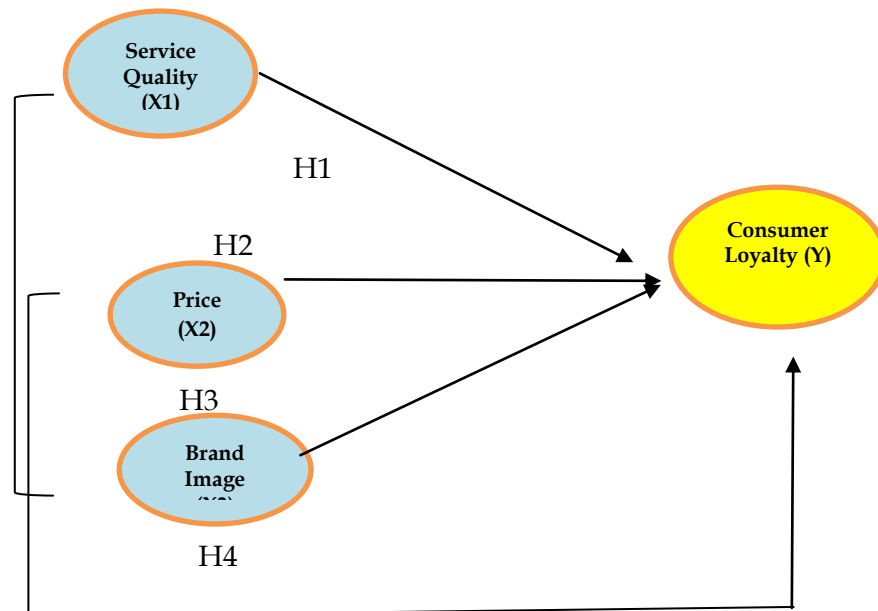 Service
Quality
(X1)
H1
Consumer
Loyalty (Y)
H2
Price
(X2)
H3
Brand
Image
H4